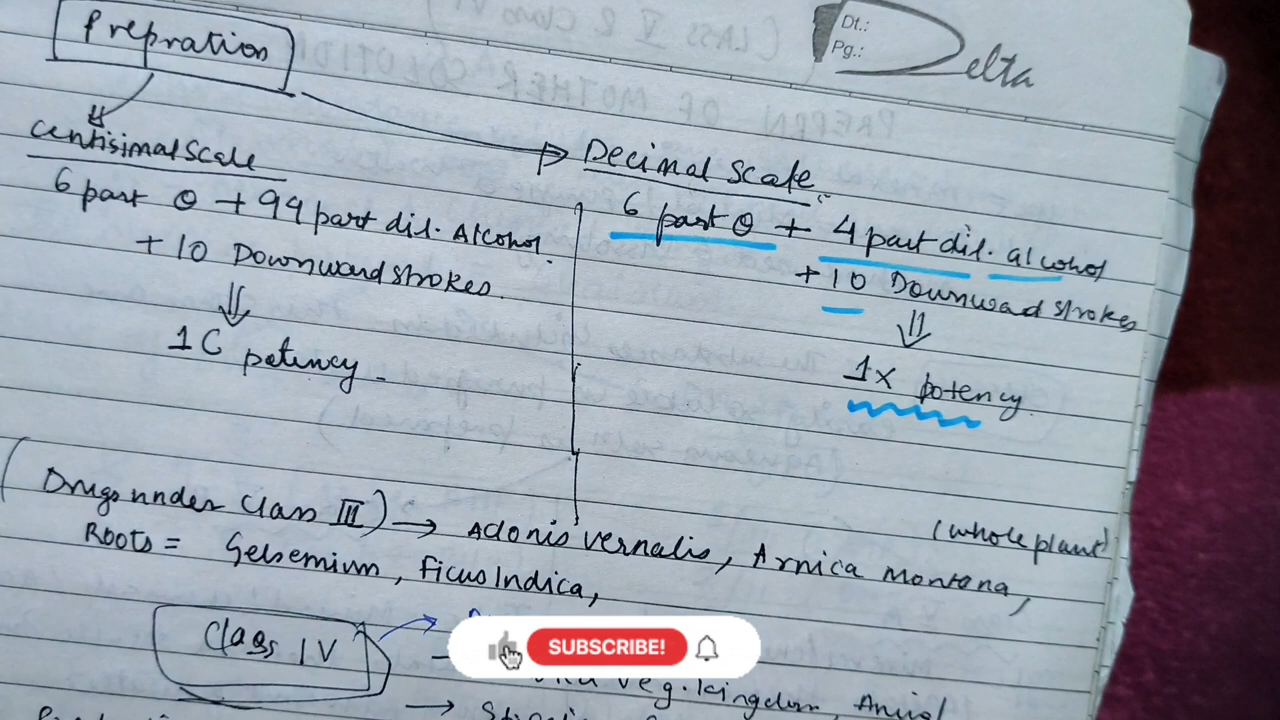 Dt.:
Pg.:
Delta
Prepration
Centisimal Scale
6 part θ + 94 part dil. Alcohol.
+ 10 Downward strokes.
⇓
1C potency -
Decimal Scale
6 part θ + 4 part dil. alcohol
+ 10 Downwad strokes
⇓
1x potency.
(Drugs under Class III) → Adonis vernalis, Arnica montana,
(whole plant)
Roots = Gelsemium, Ficus Indica,
Class IV
SUBSCRIBE!
veg. kingdom, Animal